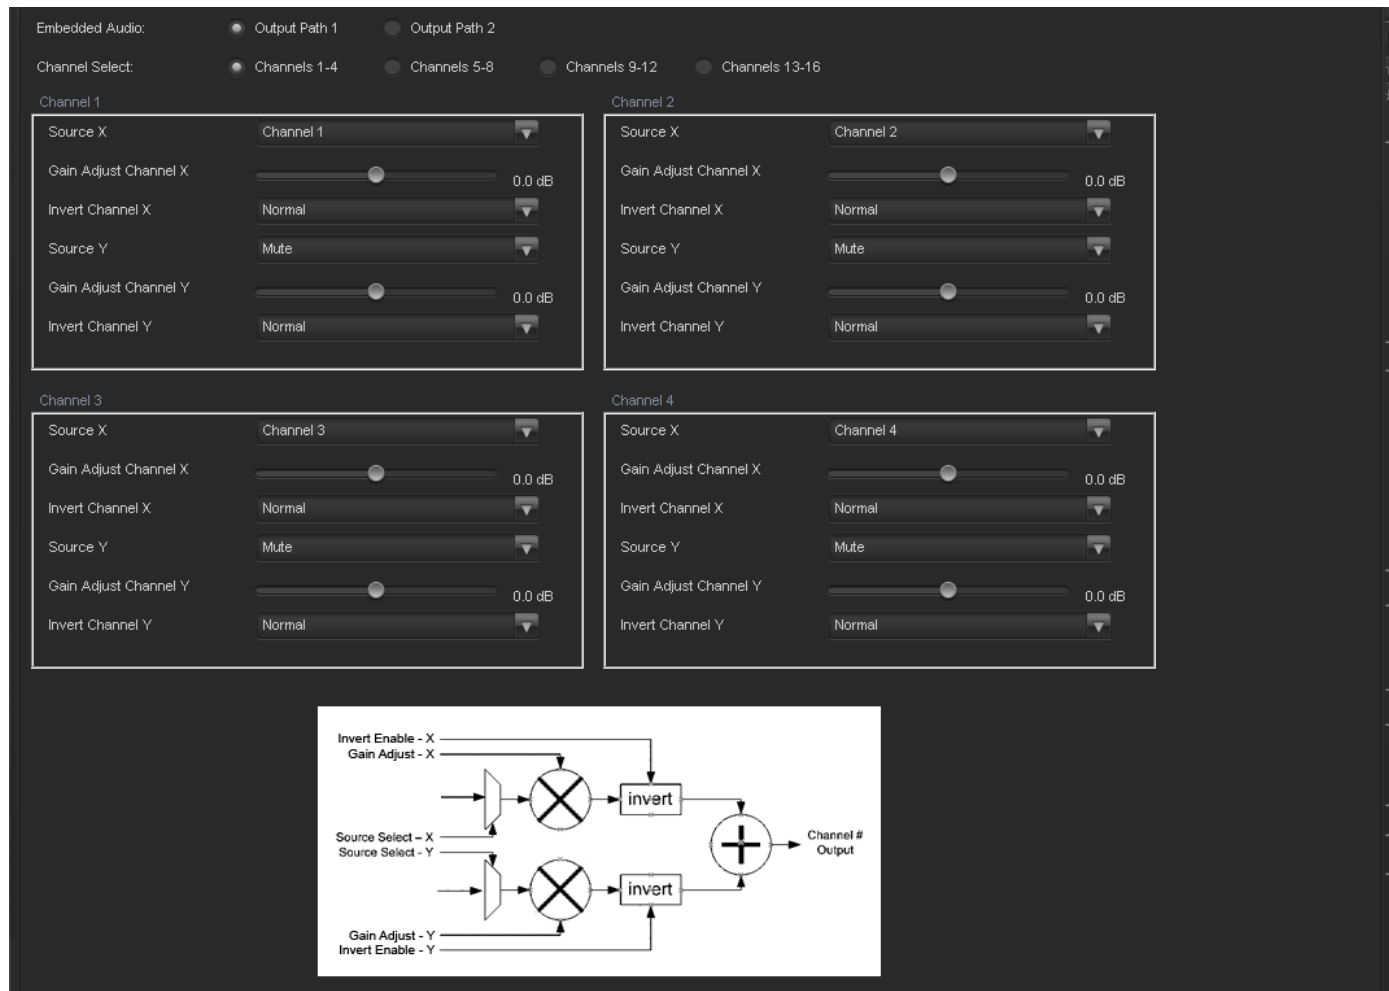 Embedded Audio: Output Path 1 Output Path 2
Channel Select: Channels 1-4 Channels 5-8 Channels 9-12 Channels 13-16
Channel 1
Source X Channel 1
Gain Adjust Channel X 0.0 dB
Invert Channel X Normal
Source Y Mute
Gain Adjust Channel Y 0.0 dB
Invert Channel Y Normal
Channel 2
Source X Channel 2
Gain Adjust Channel X 0.0 dB
Invert Channel X Normal
Source Y Mute
Gain Adjust Channel Y 0.0 dB
Invert Channel Y Normal
Channel 3
Source X Channel 3
Gain Adjust Channel X 0.0 dB
Invert Channel X Normal
Source Y Mute
Gain Adjust Channel Y 0.0 dB
Invert Channel Y Normal
Channel 4
Source X Channel 4
Gain Adjust Channel X 0.0 dB
Invert Channel X Normal
Source Y Mute
Gain Adjust Channel Y 0.0 dB
Invert Channel Y Normal
Invert Enable - X
Gain Adjust - X
invert
Source Select – X
Source Select - Y
Channel #
Output
invert
Gain Adjust - Y
Invert Enable - Y